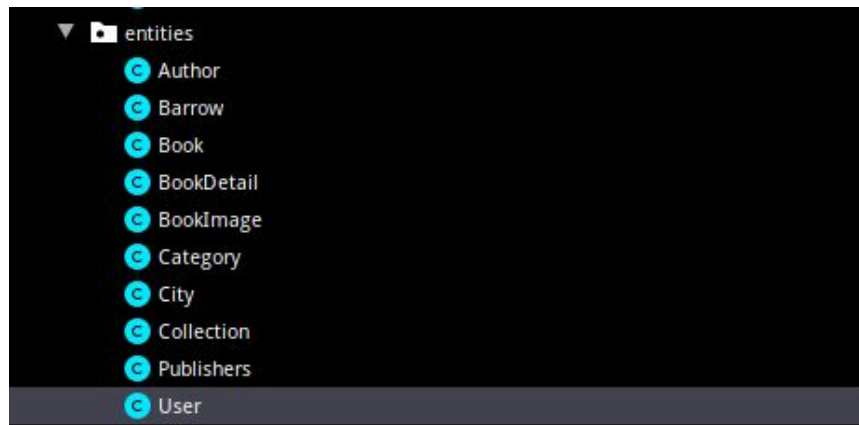 entities
C Author
C Barrow
C Book
C BookDetail
C BookImage
C Category
C City
C Collection
C Publishers
C User